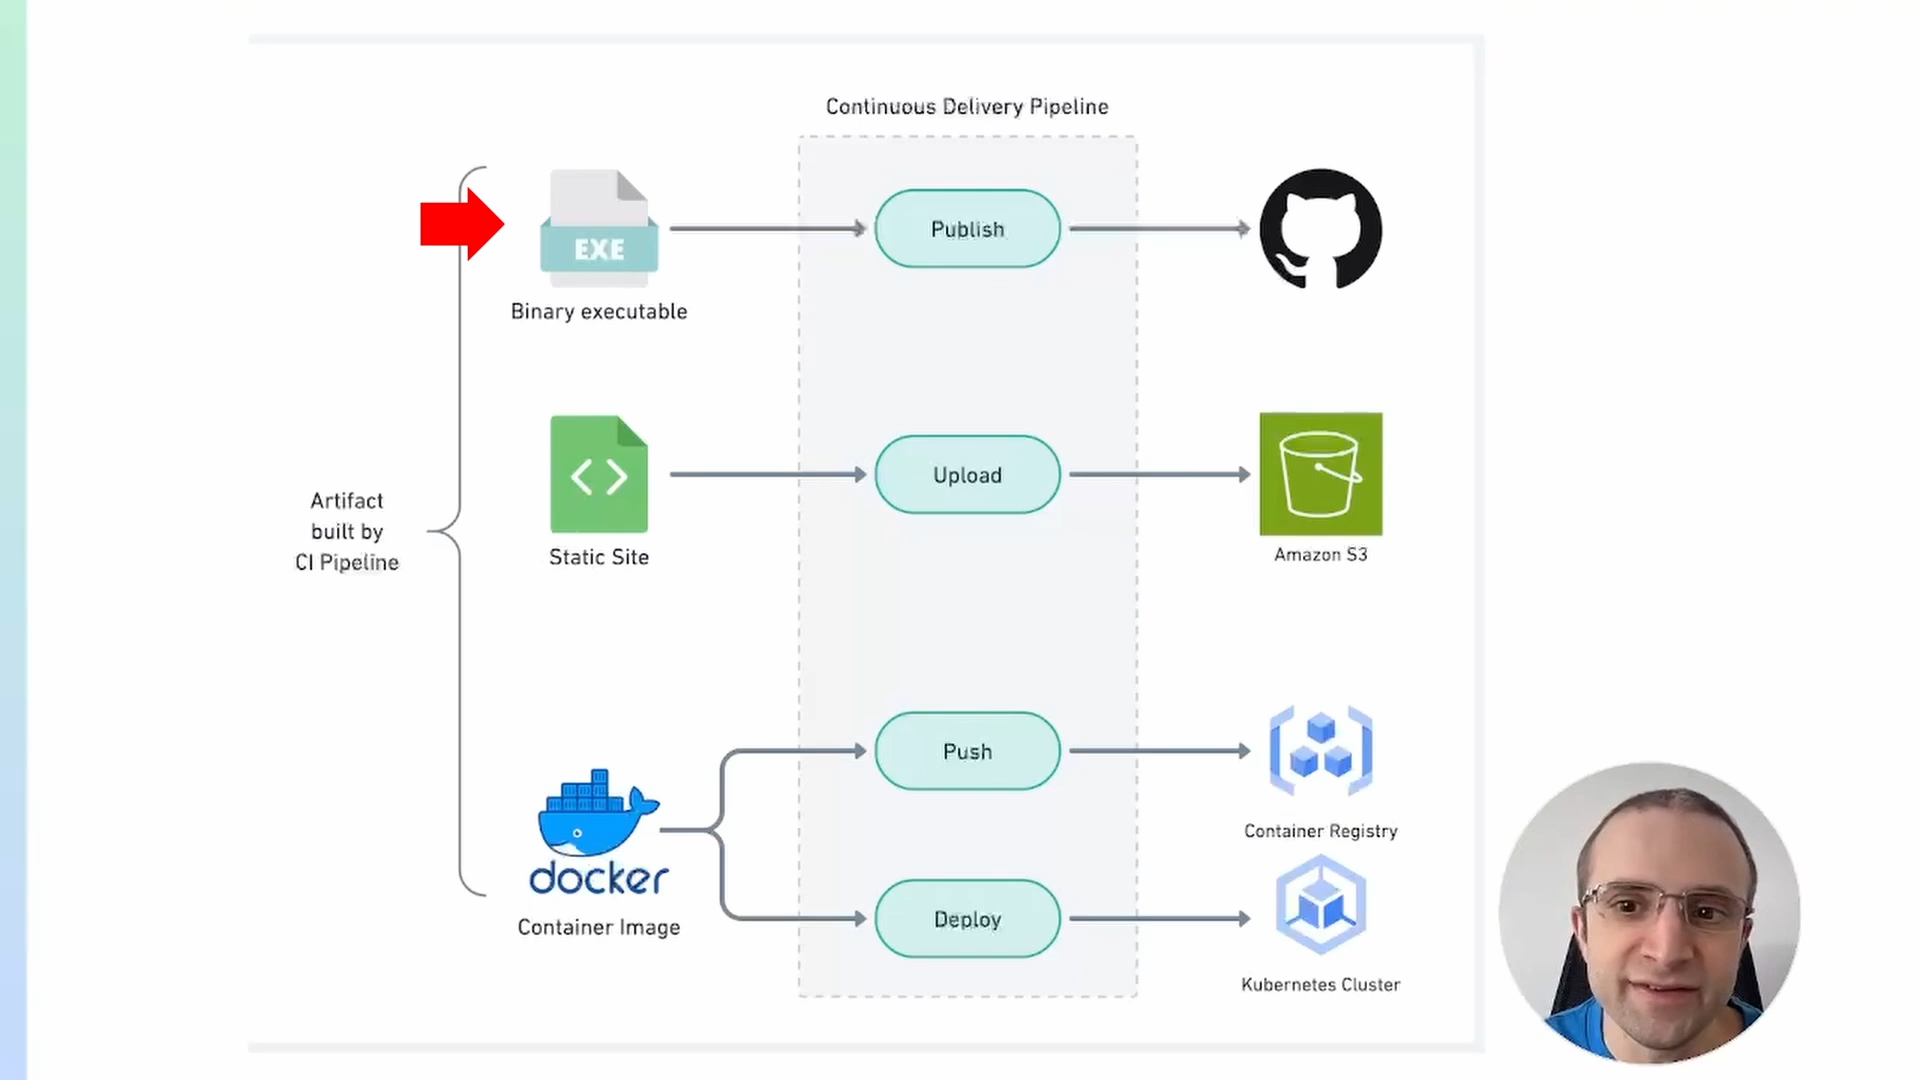 Continuous Delivery Pipeline
EXE
Publish
Binary executable
Upload
Artifact
built by
CI Pipeline
Static Site
Amazon S3
Push
docker
Container Registry
Container Image
Deploy
Kubernetes Cluster